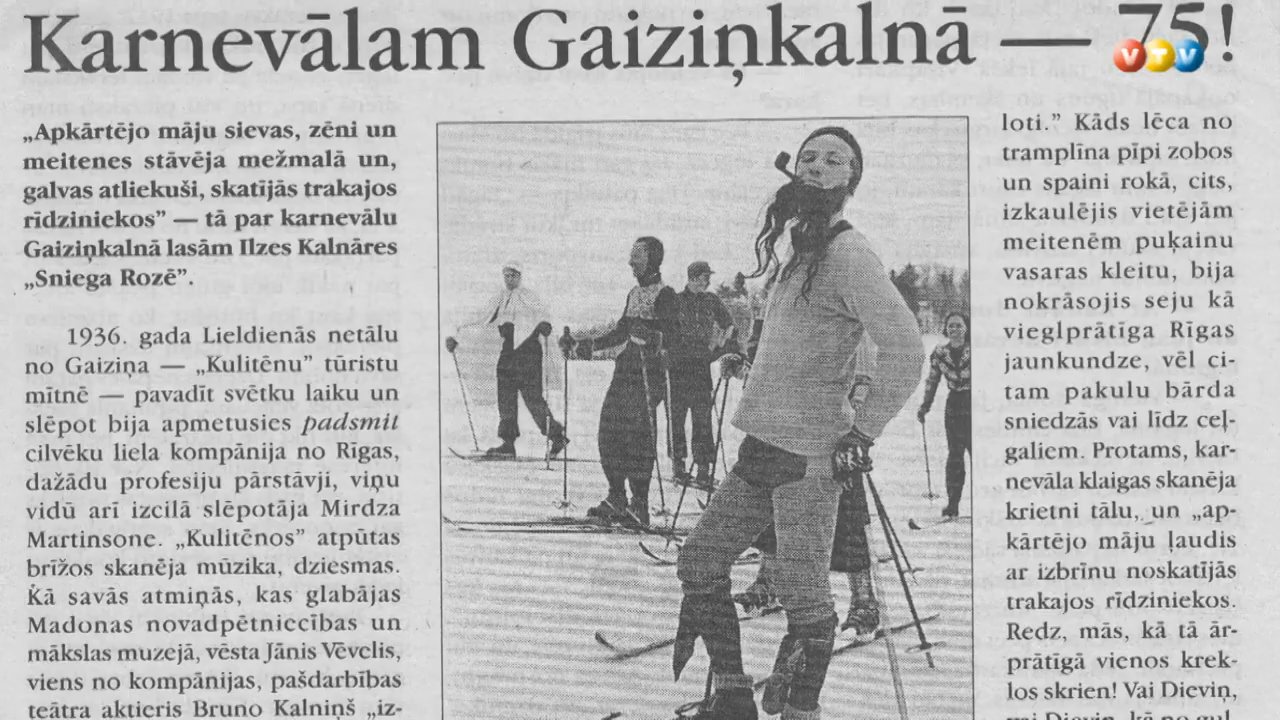 Karnevālam Gaiziņkalnā — 75!
VTV
„Apkārtējo māju sievas, zēni un
meitenes stāvēja mežmalā un,
galvas atliekuši, skatījās trakajos
rīdziniekos” — tā par karnevālu
Gaiziņkalnā lasām Ilzes Kalnāres
„Sniega Rozē”.
1936. gada Lieldienās netālu
no Gaiziņa — „Kulitēnu” tūristu
mītnē — pavadīt svētku laiku un
slēpot bija apmetusies padsmit
cilvēku liela kompānija no Rīgas,
dažādu profesiju pārstāvji, viņu
vidū arī izcilā slēpotāja Mirdza
Martinsone. „Kulitēnos” atpūtas
brīžos skanēja mūzika, dziesmas.
Kā savās atmiņās, kas glabājas
Madonas novadpētniecības un
mākslas muzejā, vēsta Jānis Vēvelis,
viens no kompānijas, pašdarbības
teātra aktieris Bruno Kalniņš „iz-
loti.” Kāds lēca no
tramplīna pīpi zobos
un spaini rokā, cits,
izkaulējis vietējām
meitenēm puķainu
vasaras kleitu, bija
nokrāsojis seju kā
vieglprātīga Rīgas
jaunkundze, vēl ci-
tam pakulu bārda
sniedzās vai līdz ceļ-
galiem. Protams, kar-
nevāla klaigas skanēja
krietni tālu, un „ap-
kārtējo māju ļaudis
ar izbrīnu noskatījās
trakajos rīdziniekos.
Redz, mās, kā tā ār-
prātīgā vienos krek-
los skrien! Vai Dieviņ,